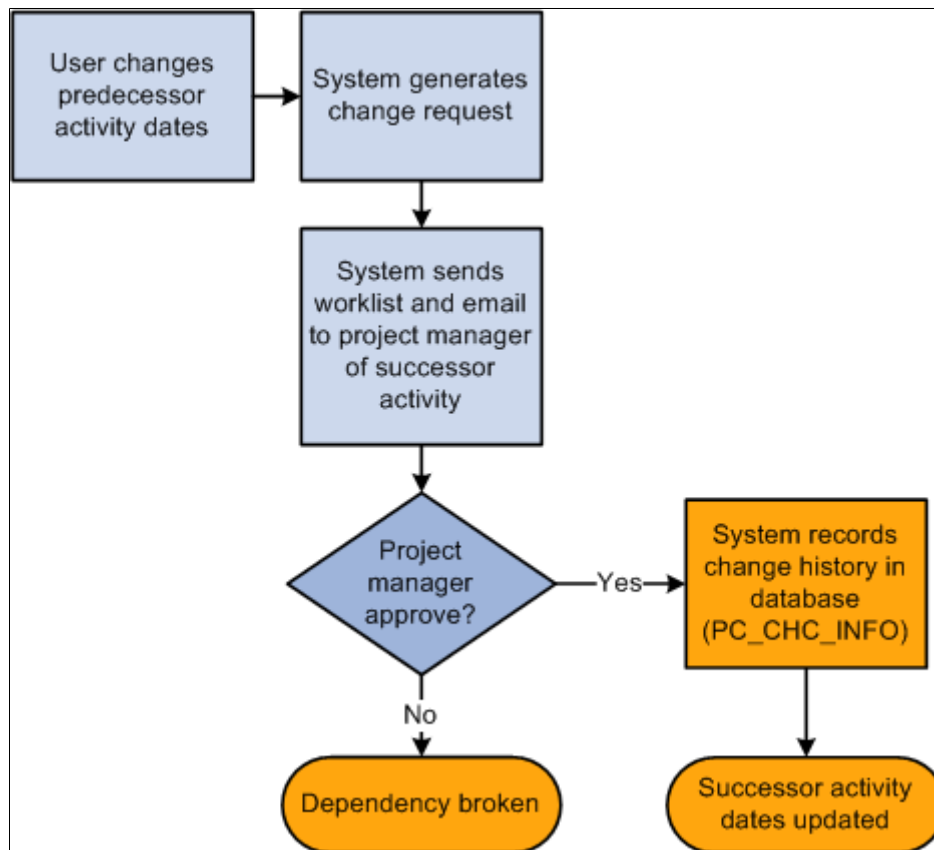 User changes
predecessor
activity dates
System generates
change request
System sends
worklist and email
to project manager
of successor
activity
Project
manager
approve?
Yes
System records
change history in
database
(PC_CHC_INFO)
No
Dependency broken
Successor activity
dates updated